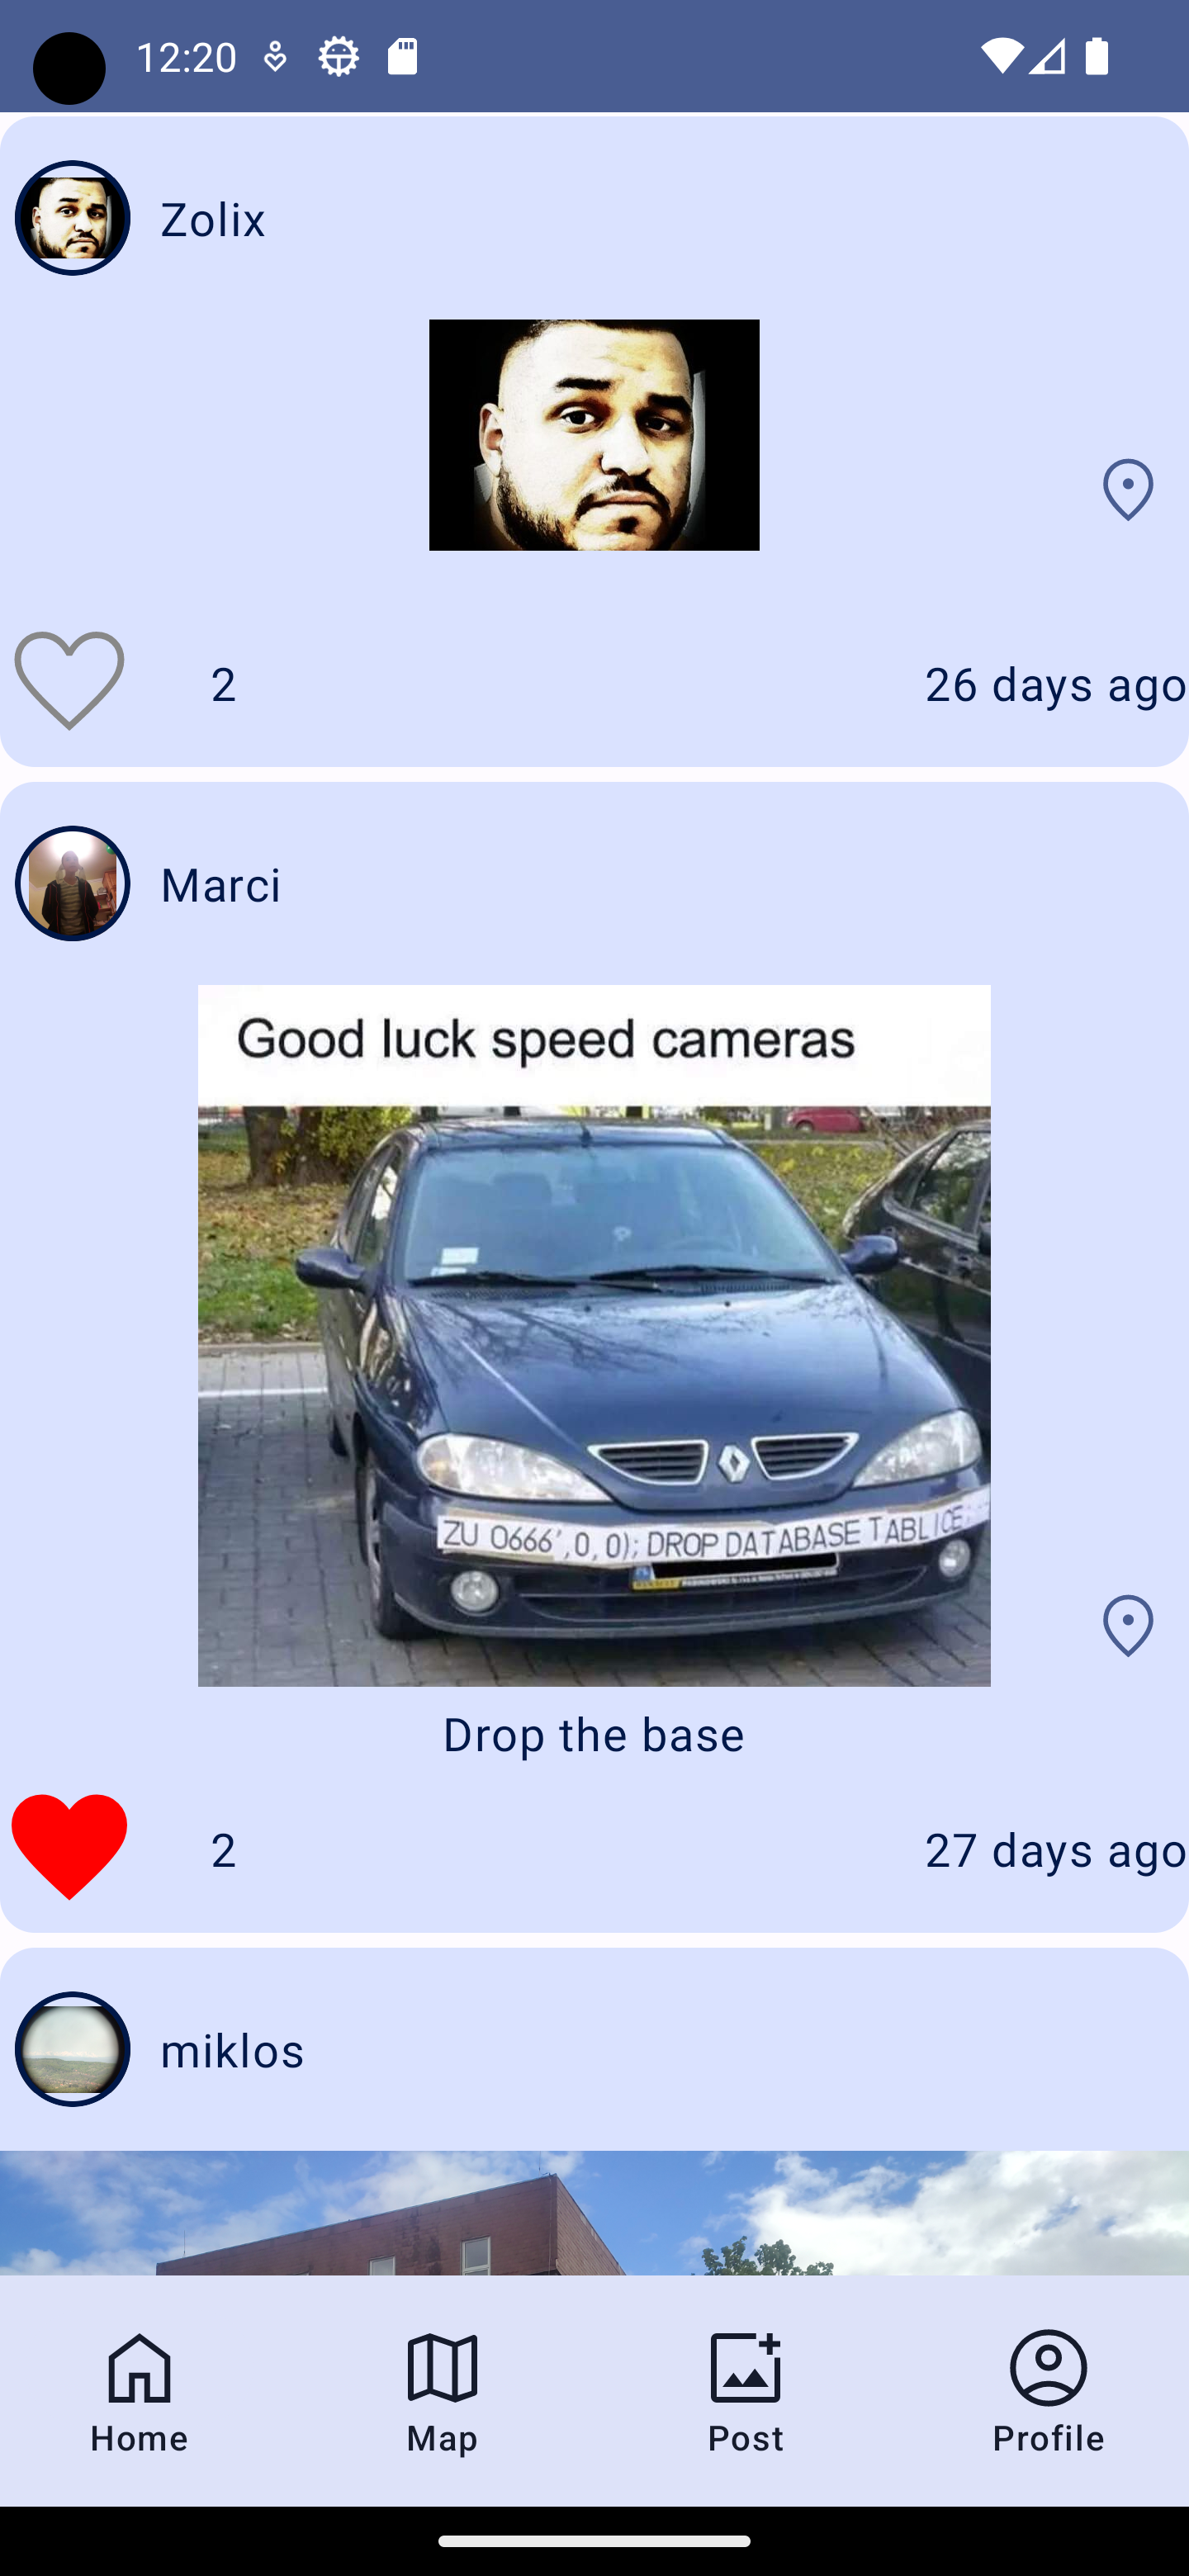 12:20
Zolix
2
26 days ago
Marci
Good luck speed cameras
ZU 0666',0,0); DROP DATABASE TABLICE;
Drop the base
2
27 days ago
miklos
Home
Map
Post
Profile